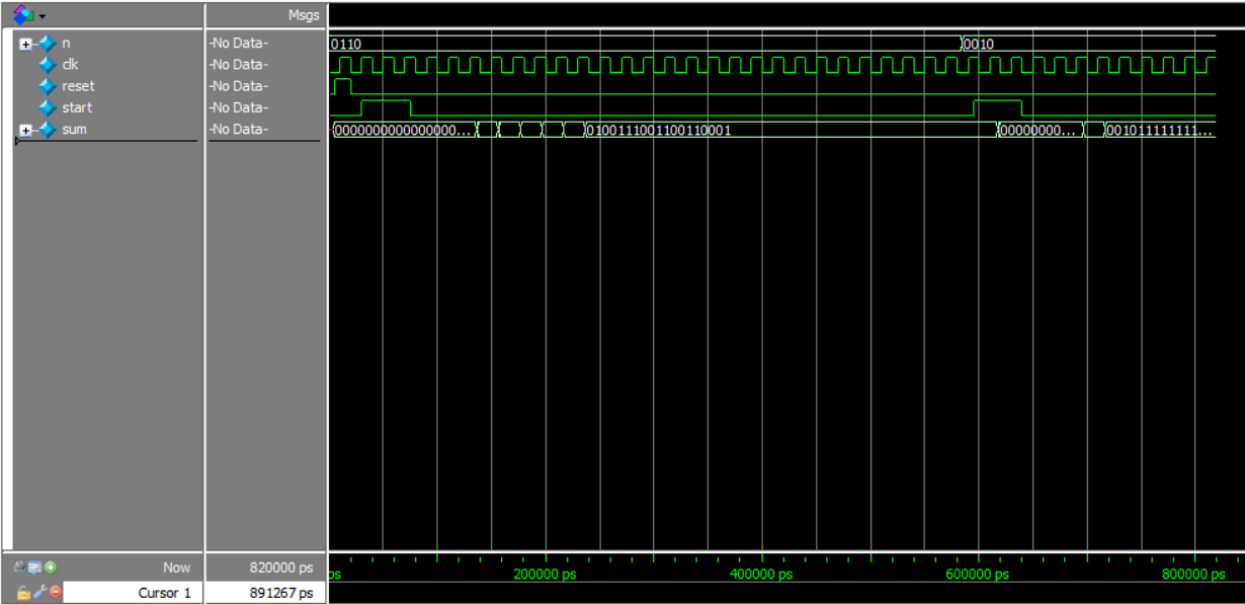 Msgs
n -No Data- 0110 0010
clk -No Data-
reset -No Data-
start -No Data-
sum -No Data- 0000000000000000... 0100111001100110001 00000000... 001011111111...
Now 820000 ps ps 200000 ps 400000 ps 600000 ps 800000 ps
Cursor 1 891267 ps